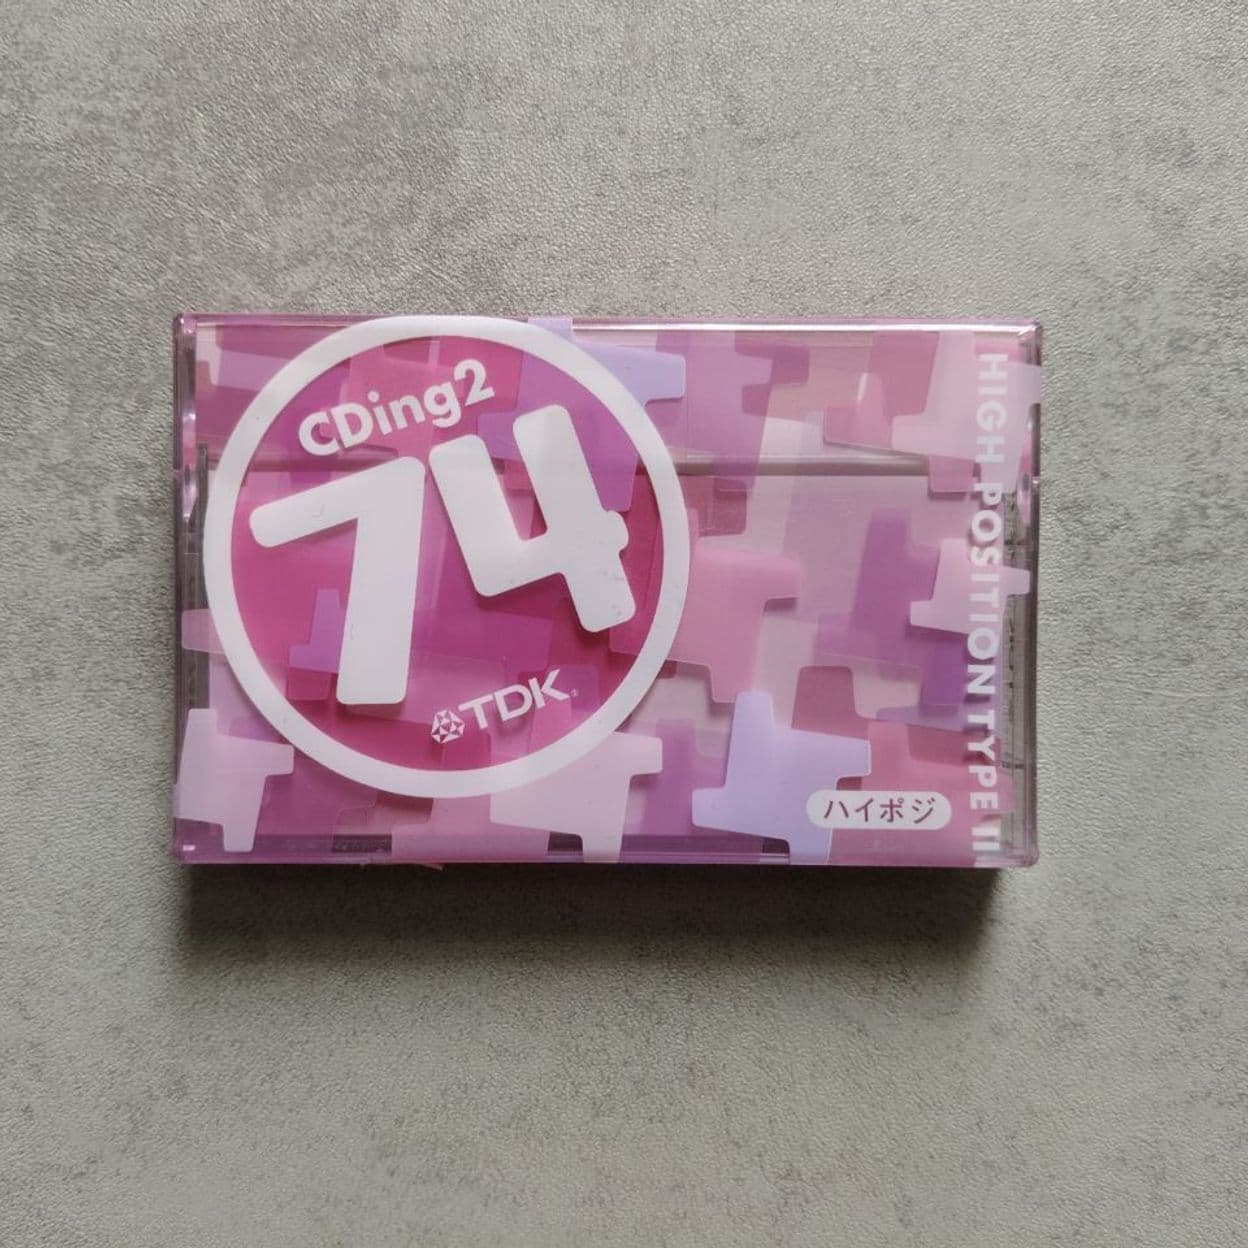 CDing2
74
TDK
HIGH POSITION TYPE II
ハイポジ